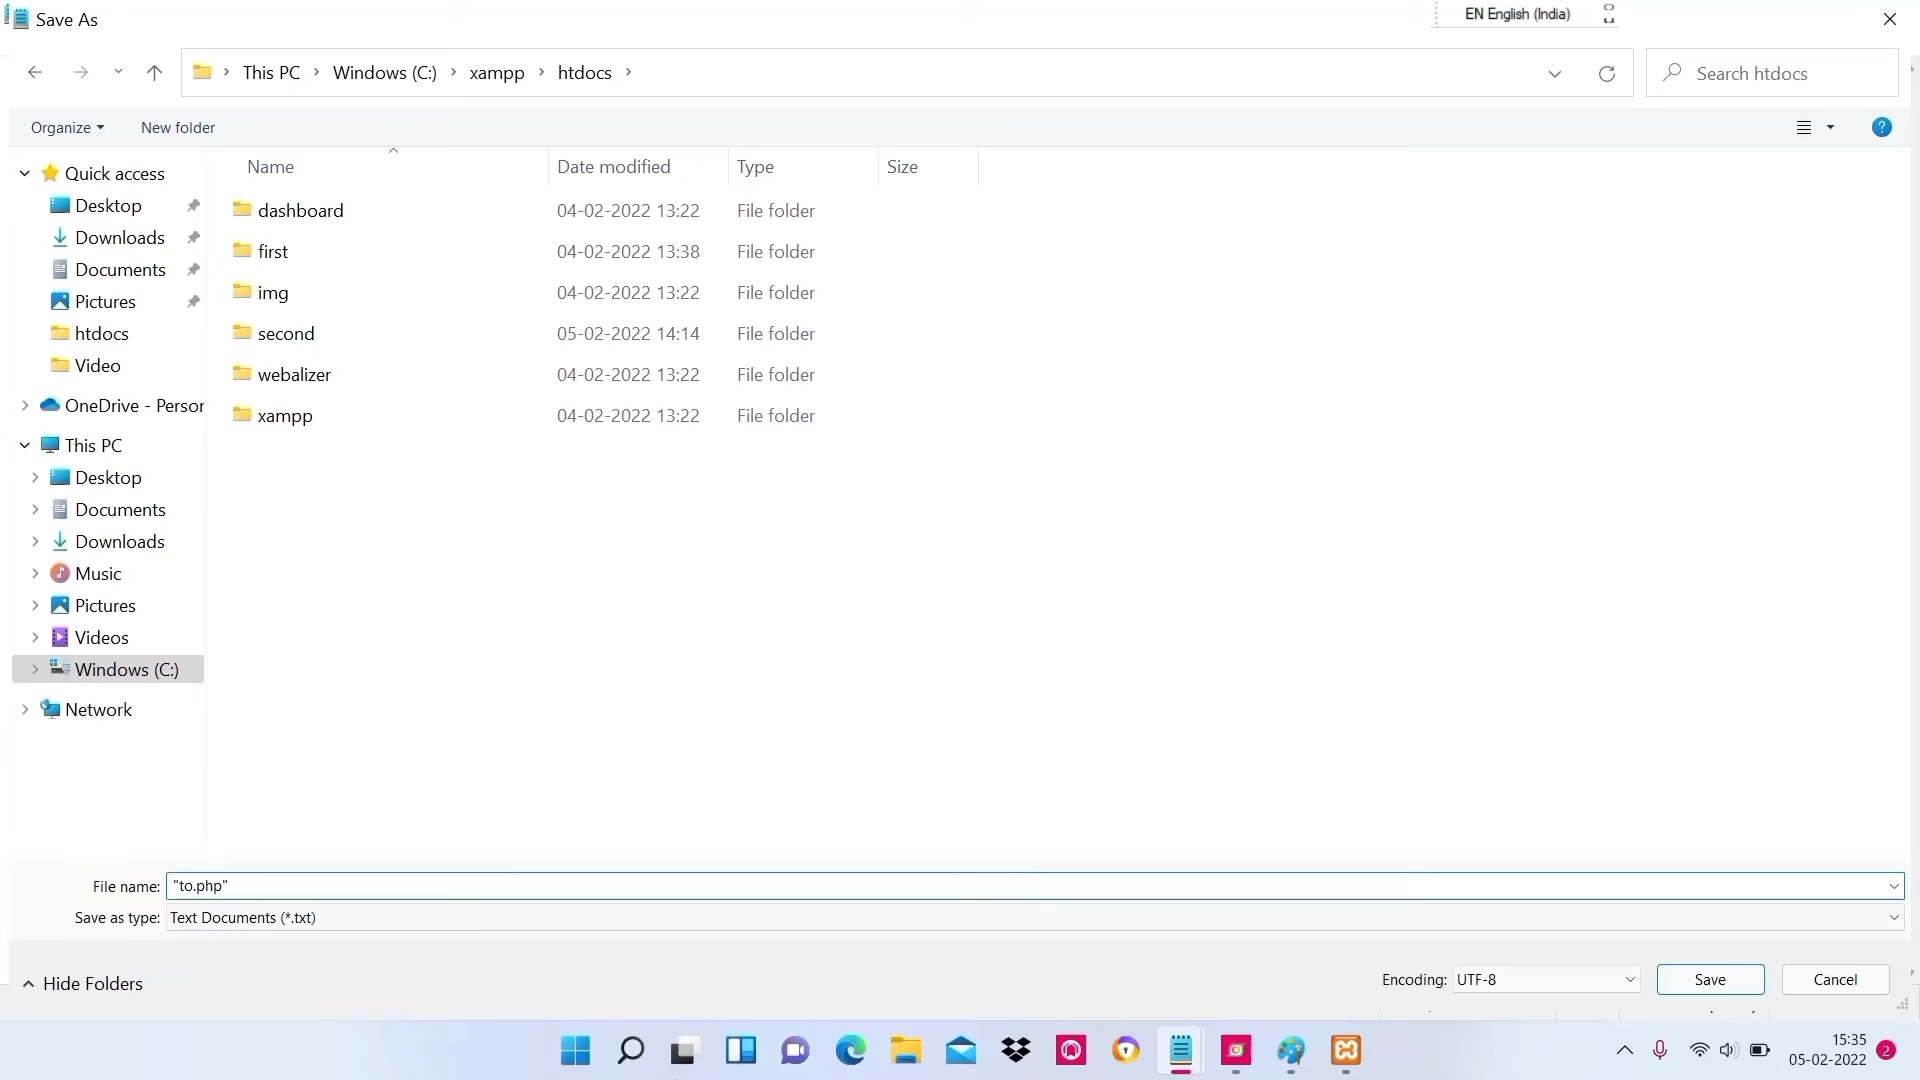 Save As
EN English (India)
This PC
Windows (C:)
xampp
htdocs
Search htdocs
Organize
New folder
Name
Date modified
Type
Size
Quick access
Desktop
Downloads
Documents
Pictures
htdocs
Video
OneDrive - Person
This PC
Desktop
Documents
Downloads
Music
Pictures
Videos
Windows (C:)
Network
dashboard 04-02-2022 13:22 File folder
first 04-02-2022 13:38 File folder
img 04-02-2022 13:22 File folder
second 05-02-2022 14:14 File folder
webalizer 04-02-2022 13:22 File folder
xampp 04-02-2022 13:22 File folder
File name: "to.php"
Save as type: Text Documents (*.txt)
Hide Folders
Encoding: UTF-8
Save
Cancel
15:35
05-02-2022
2